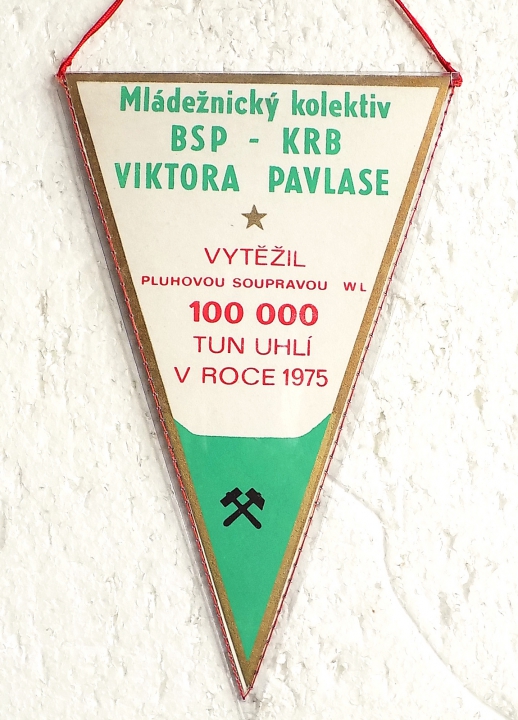 Mládežnický kolektiv
BSP - KRB
VIKTORA PAVLASE
VYTĚŽIL
PLUHOVOU SOUPRAVOU WL
100 000
TUN UHLÍ
V ROCE 1975